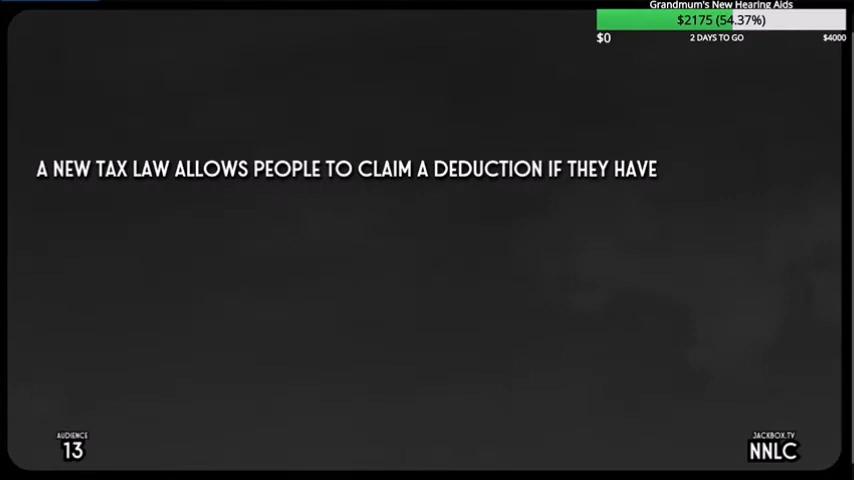 Grandmum's New Hearing Aids
$2175 (54.37%)
$0 2 DAYS TO GO $4000
A NEW TAX LAW ALLOWS PEOPLE TO CLAIM A DEDUCTION IF THEY HAVE
AUDIENCE JACKBOX.TV
13 NNLC